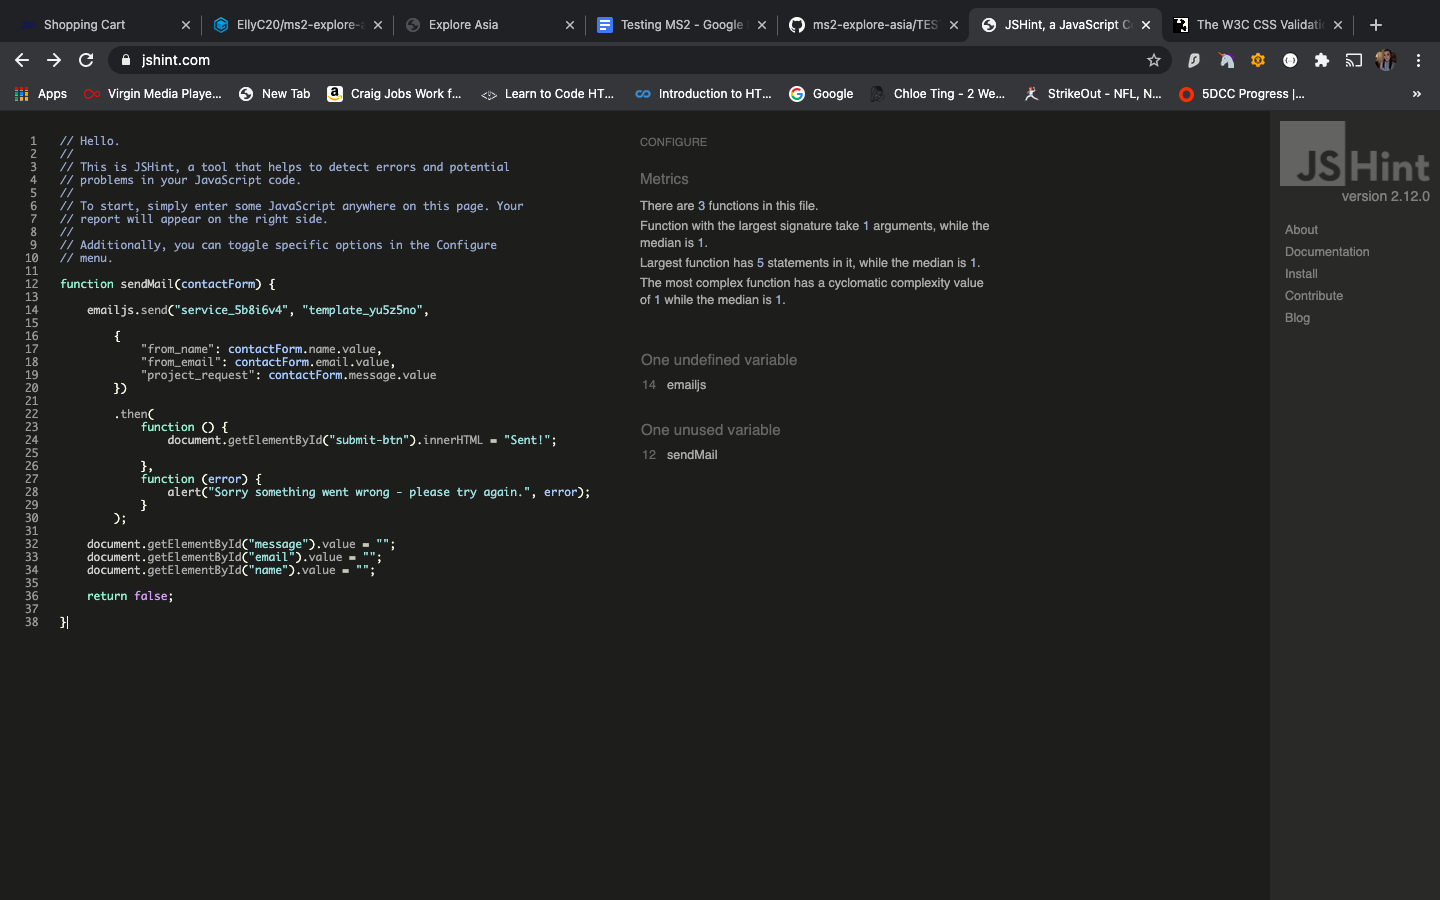 Shopping Cart
EllyC20/ms2-explore-a
Explore Asia
Testing MS2 - Google
ms2-explore-asia/TES
JSHint, a JavaScript C
The W3C CSS Validati
jshint.com
Apps
Virgin Media Playe...
New Tab
Craig Jobs Work f...
Learn to Code HT...
Introduction to HT...
Google
Chloe Ting - 2 We...
StrikeOut - NFL, N...
5DCC Progress |...
»
1 // Hello.
2 //
3 // This is JSHint, a tool that helps to detect errors and potential
4 // problems in your JavaScript code.
5 //
6 // To start, simply enter some JavaScript anywhere on this page. Your
7 // report will appear on the right side.
8 //
9 // Additionally, you can toggle specific options in the Configure
10 // menu.
11
12 function sendMail(contactForm) {
13
14 emailjs.send("service_5b8i6v4", "template_yu5z5no",
15
16 {
17 "from_name": contactForm.name.value,
18 "from_email": contactForm.email.value,
19 "project_request": contactForm.message.value
20 })
21
22 .then(
23 function () {
24 document.getElementById("submit-btn").innerHTML = "Sent!";
25
26 },
27 function (error) {
28 alert("Sorry something went wrong - please try again.", error);
29 }
30 );
31
32 document.getElementById("message").value = "";
33 document.getElementById("email").value = "";
34 document.getElementById("name").value = "";
35
36 return false;
37
38 }
CONFIGURE
Metrics
There are 3 functions in this file.
Function with the largest signature take 1 arguments, while the
median is 1.
Largest function has 5 statements in it, while the median is 1.
The most complex function has a cyclomatic complexity value
of 1 while the median is 1.
One undefined variable
14 emailjs
One unused variable
12 sendMail
JSHint
version 2.12.0
About
Documentation
Install
Contribute
Blog